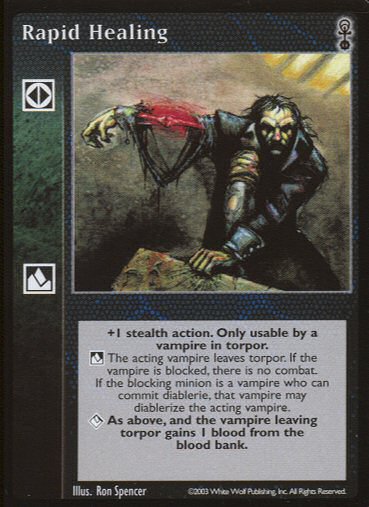 Rapid Healing
+1 stealth action. Only usable by a
vampire in torpor.
The acting vampire leaves torpor. If the
vampire is blocked, there is no combat.
If the blocking minion is a vampire who can
commit diablerie, that vampire may
diablerize the acting vampire.
As above, and the vampire leaving
torpor gains 1 blood from the
blood bank.
Illus. Ron Spencer
©2003 White Wolf Publishing, Inc. All Rights Reserved.